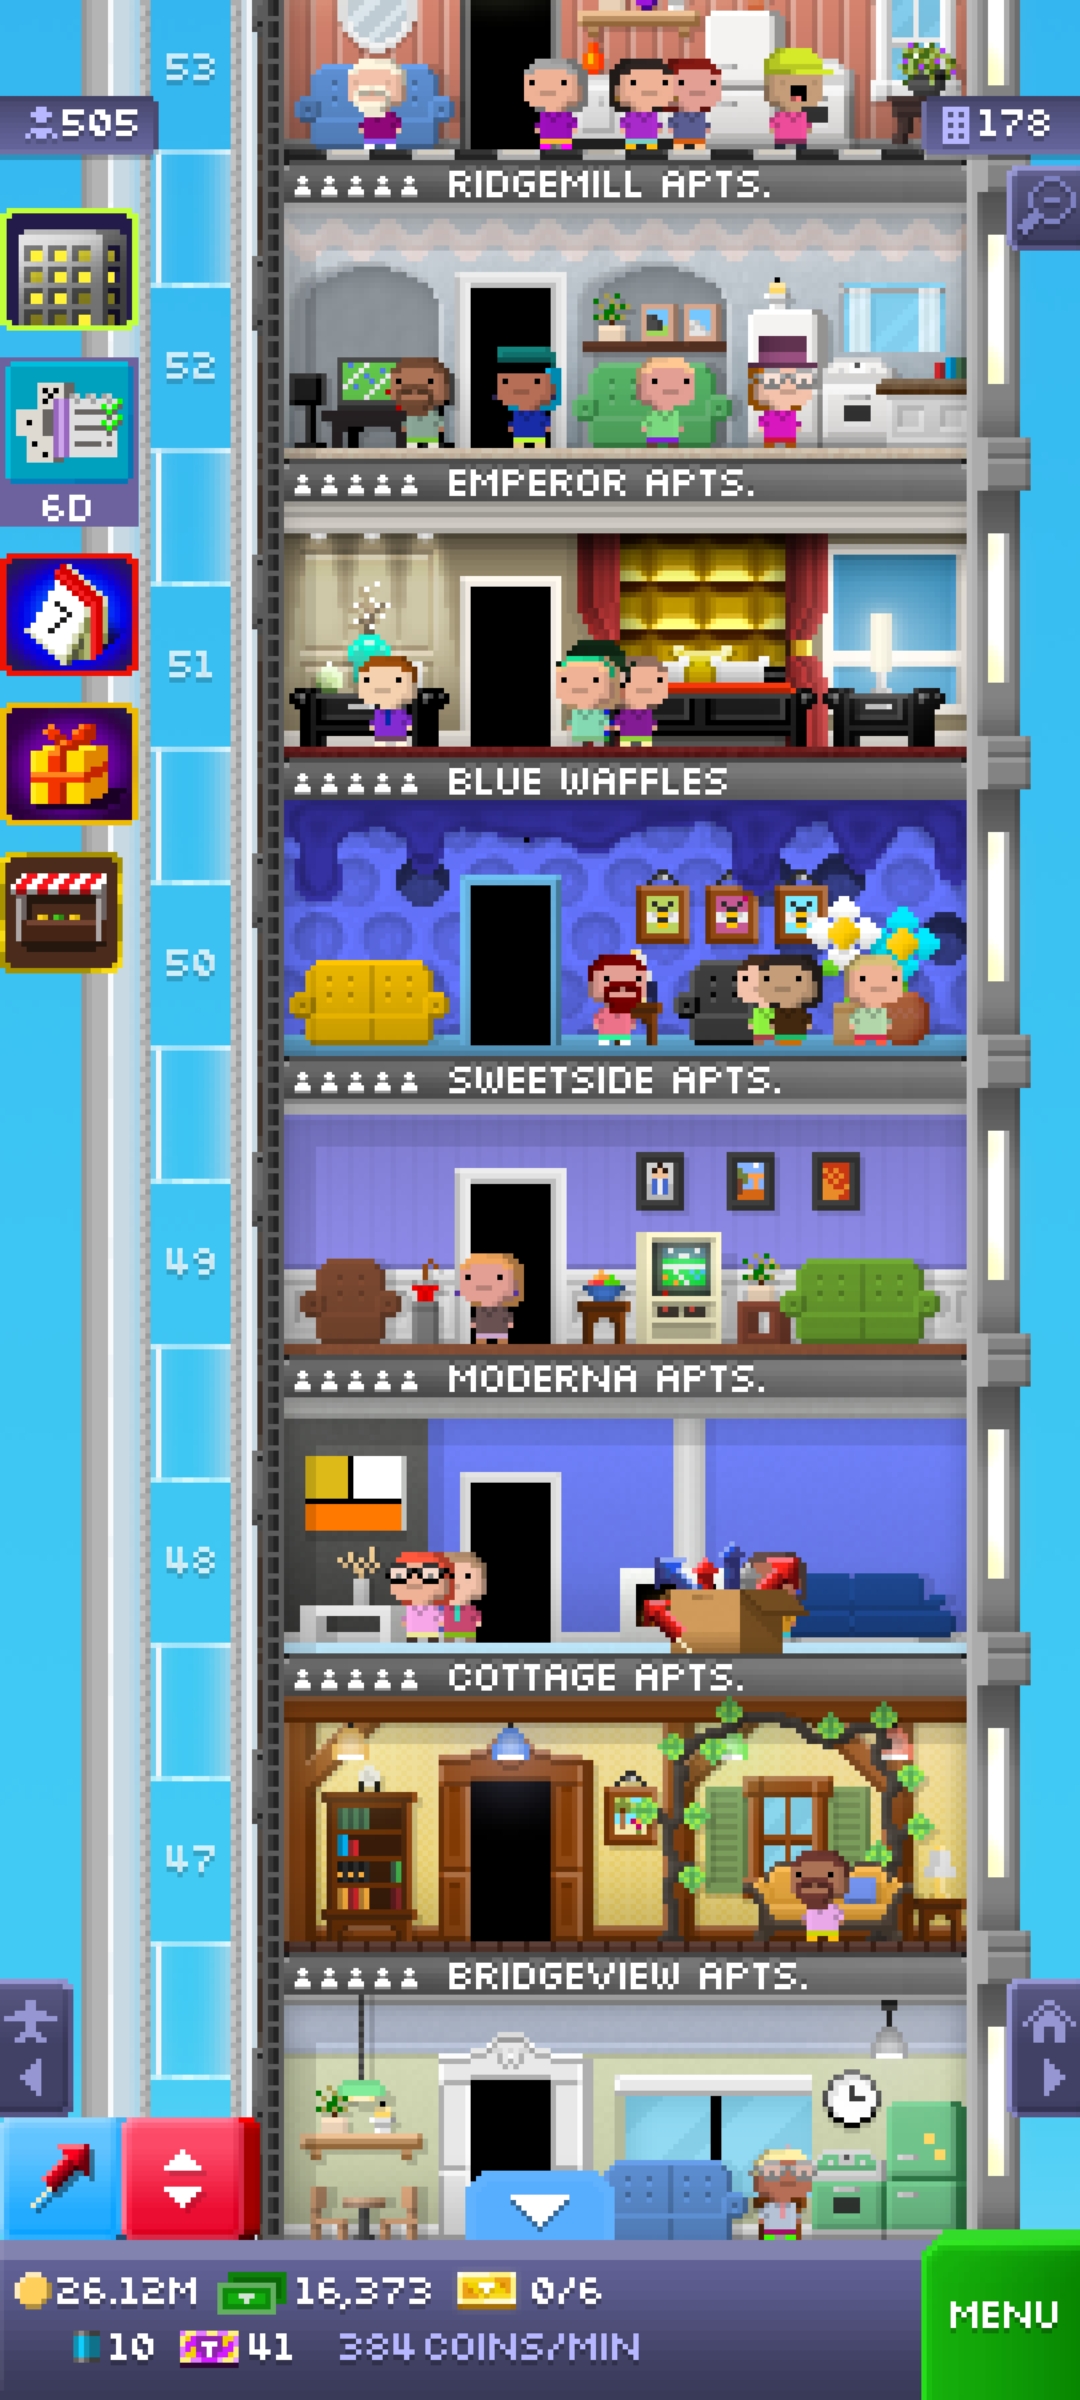 53
505
178
RIDGEMILL APTS.
52
6D
EMPEROR APTS.
7
51
BLUE WAFFLES
50
SWEETSIDE APTS.
49
MODERNA APTS.
48
COTTAGE APTS.
47
BRIDGEVIEW APTS.
26.12M 16,373 0/6
10 T 41 384 COINS/MIN
MENU